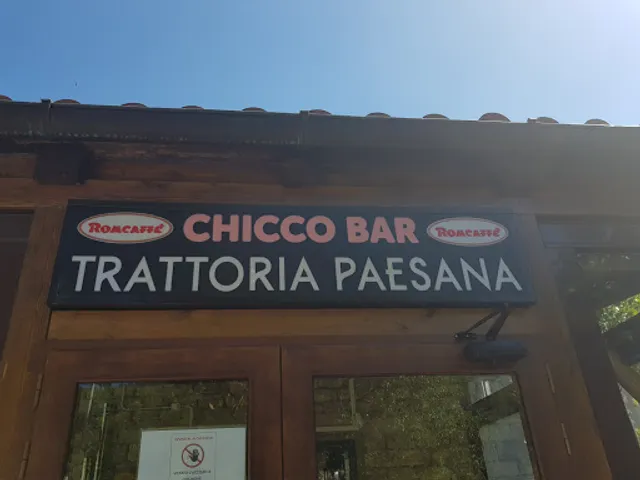 ROMCAFFÈ CHICCO BAR ROMCAFFÈ
TRATTORIA PAESANA